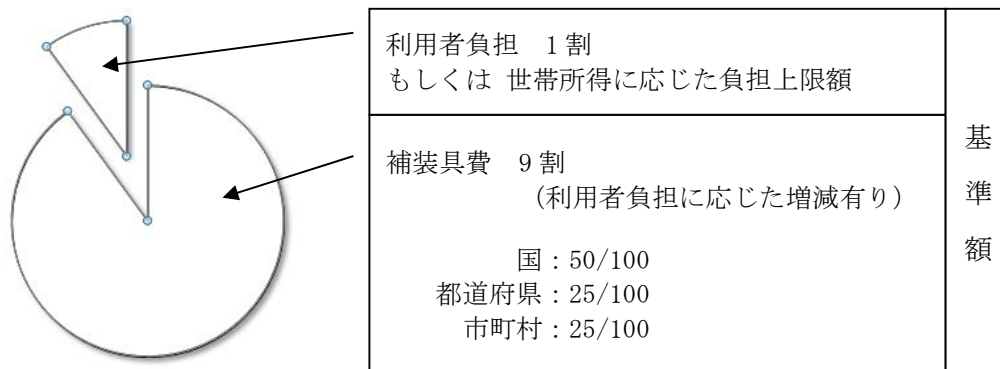 利用者負担　1割
もしくは 世帯所得に応じた負担上限額
補装具費　9割
（利用者負担に応じた増減有り）
国：50/100
都道府県：25/100
市町村：25/100
基
準
額